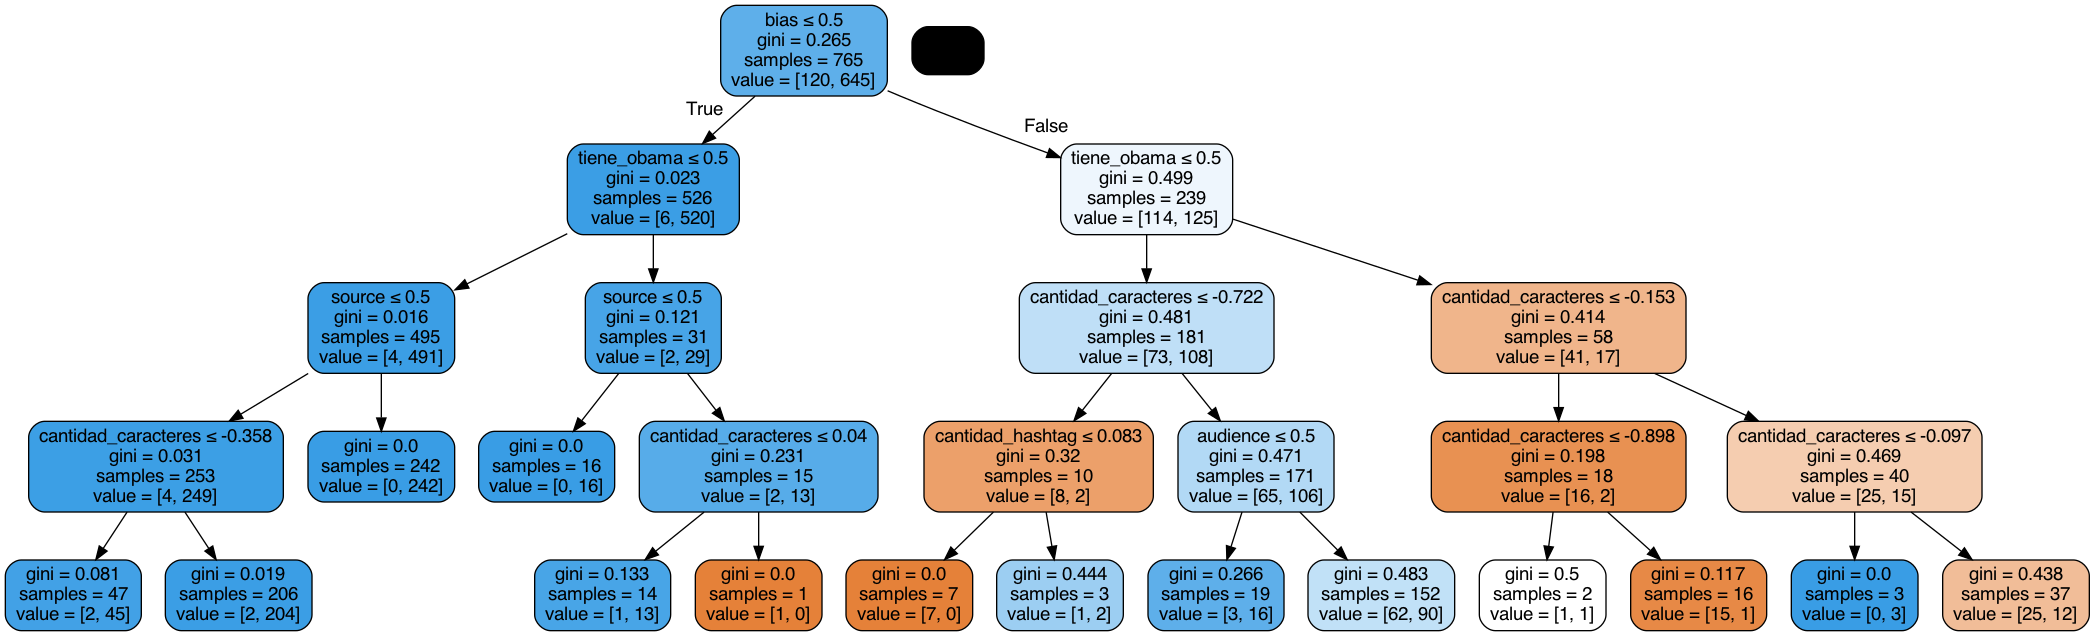 bias ≤ 0.5
gini = 0.265
samples = 765
value = [120, 645]
True
False
tiene_obama ≤ 0.5
gini = 0.023
samples = 526
value = [6, 520]
tiene_obama ≤ 0.5
gini = 0.499
samples = 239
value = [114, 125]
source ≤ 0.5
gini = 0.016
samples = 495
value = [4, 491]
source ≤ 0.5
gini = 0.121
samples = 31
value = [2, 29]
cantidad_caracteres ≤ -0.722
gini = 0.481
samples = 181
value = [73, 108]
cantidad_caracteres ≤ -0.153
gini = 0.414
samples = 58
value = [41, 17]
cantidad_caracteres ≤ -0.358
gini = 0.031
samples = 253
value = [4, 249]
gini = 0.0
samples = 242
value = [0, 242]
gini = 0.0
samples = 16
value = [0, 16]
cantidad_caracteres ≤ 0.04
gini = 0.231
samples = 15
value = [2, 13]
cantidad_hashtag ≤ 0.083
gini = 0.32
samples = 10
value = [8, 2]
audience ≤ 0.5
gini = 0.471
samples = 171
value = [65, 106]
cantidad_caracteres ≤ -0.898
gini = 0.198
samples = 18
value = [16, 2]
cantidad_caracteres ≤ -0.097
gini = 0.469
samples = 40
value = [25, 15]
gini = 0.081
samples = 47
value = [2, 45]
gini = 0.019
samples = 206
value = [2, 204]
gini = 0.133
samples = 14
value = [1, 13]
gini = 0.0
samples = 1
value = [1, 0]
gini = 0.0
samples = 7
value = [7, 0]
gini = 0.444
samples = 3
value = [1, 2]
gini = 0.266
samples = 19
value = [3, 16]
gini = 0.483
samples = 152
value = [62, 90]
gini = 0.5
samples = 2
value = [1, 1]
gini = 0.117
samples = 16
value = [15, 1]
gini = 0.0
samples = 3
value = [0, 3]
gini = 0.438
samples = 37
value = [25, 12]